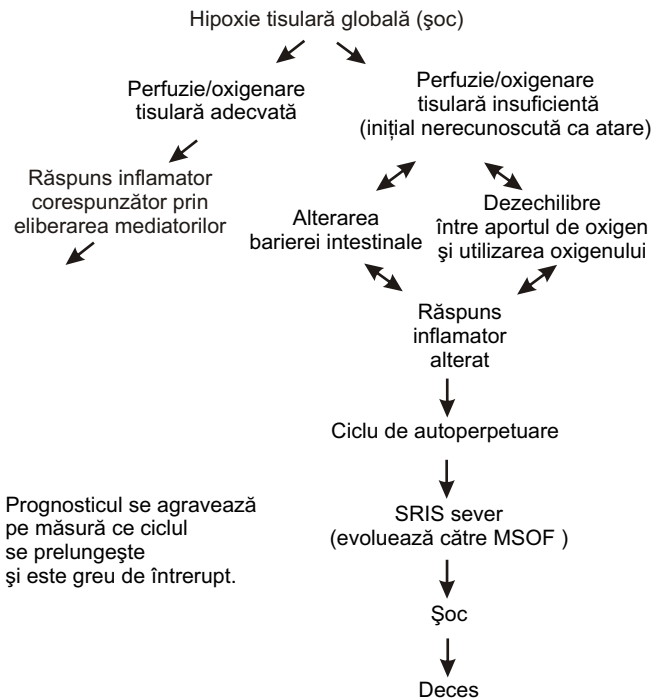 Hipoxie tisulară globală (şoc)
Perfuzie/oxigenare
tisulară adecvată
Perfuzie/oxigenare
tisulară insuficientă
(iniţial nerecunoscută ca atare)
Răspuns inflamator
corespunzător prin
eliberarea mediatorilor
Alterarea
barierei intestinale
Dezechilibre
între aportul de oxigen
şi utilizarea oxigenului
Răspuns
inflamator
alterat
Ciclu de autoperpetuare
Prognosticul se agravează
pe măsură ce ciclul
se prelungeşte
şi este greu de întrerupt.
SRIS sever
(evoluează către MSOF )
Şoc
Deces